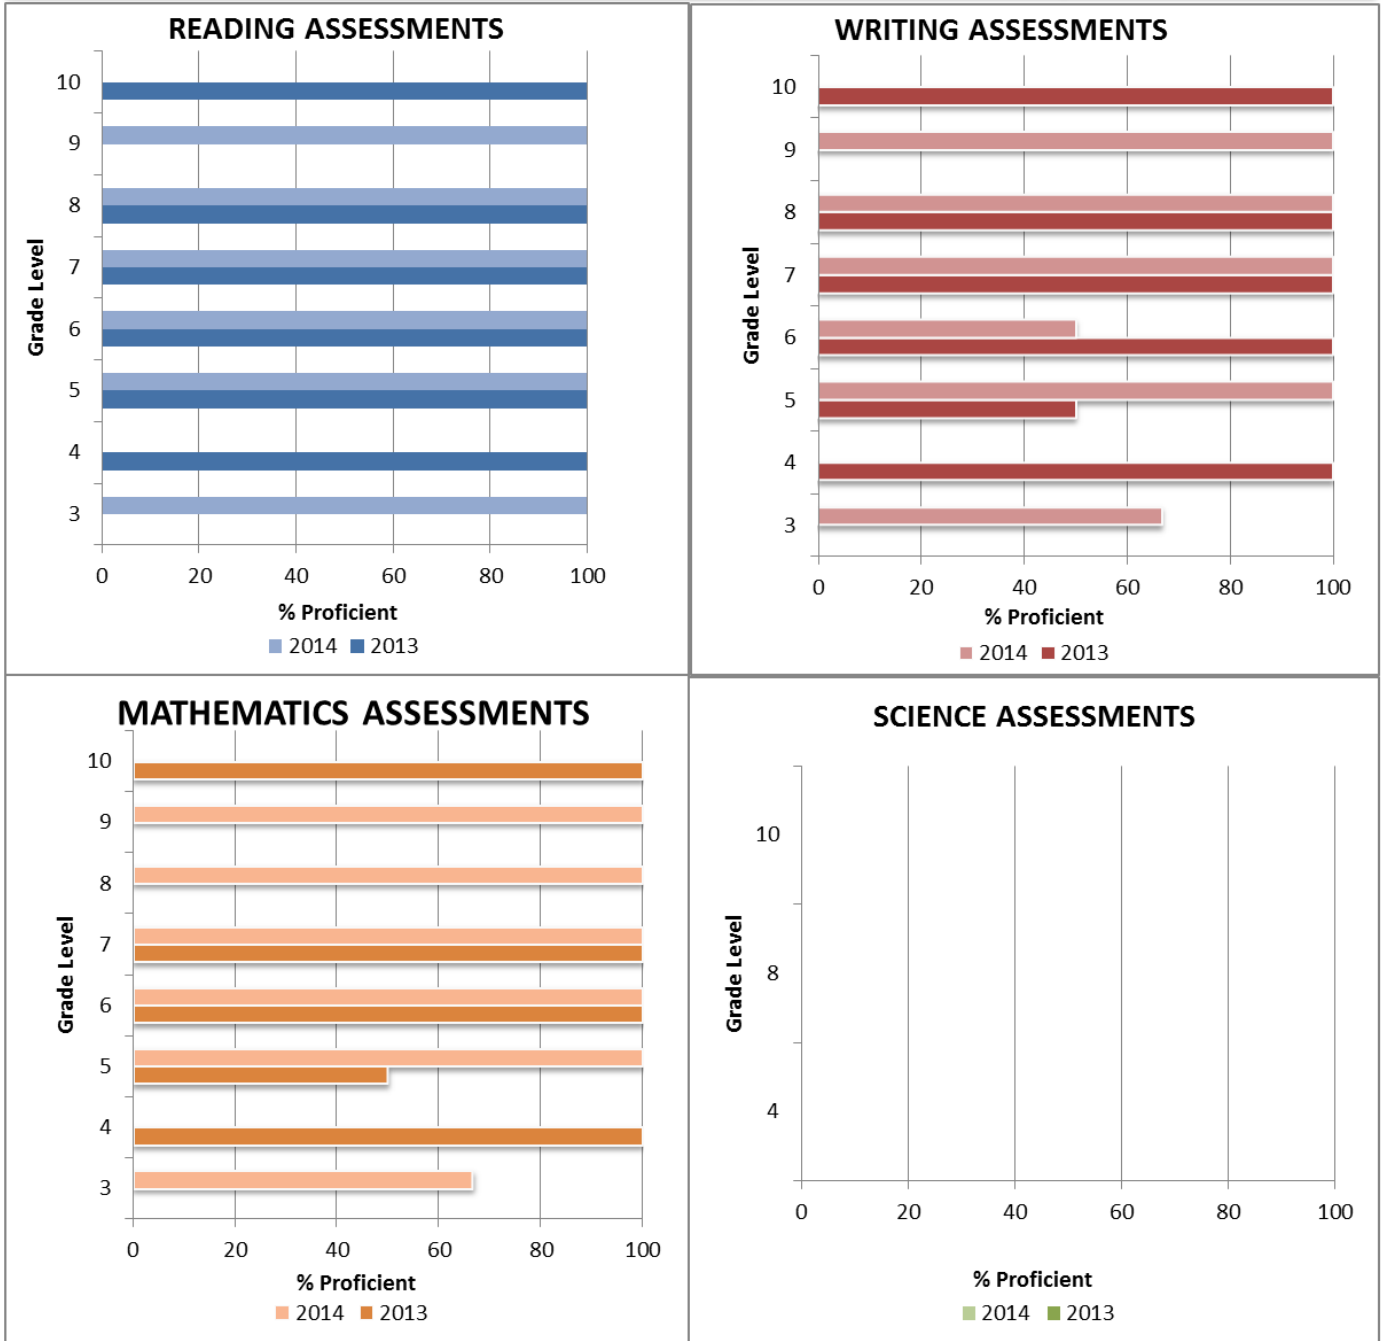 READING ASSESSMENTS
10
9
8
7
6
5
4
3
Grade Level
0 20 40 60 80 100
% Proficient
2014 2013
WRITING ASSESSMENTS
10
9
8
7
6
5
4
3
Grade Level
0 20 40 60 80 100
% Proficient
2014 2013
MATHEMATICS ASSESSMENTS
10
9
8
7
6
5
4
3
Grade Level
0 20 40 60 80 100
% Proficient
2014 2013
SCIENCE ASSESSMENTS
10
8
4
Grade Level
0 20 40 60 80 100
% Proficient
2014 2013